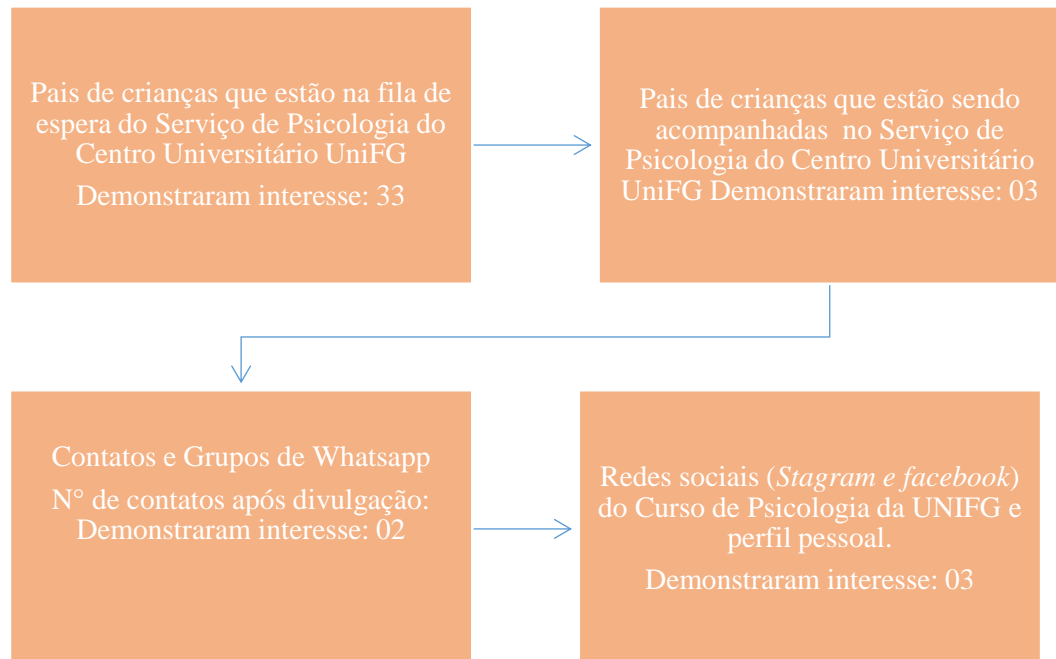 Pais de crianças que estão na fila de
espera do Serviço de Psicologia do
Centro Universitário UniFG
Demonstraram interesse: 33
Pais de crianças que estão sendo
acompanhadas no Serviço de
Psicologia do Centro Universitário
UniFG Demonstraram interesse: 03
Contatos e Grupos de Whatsapp
N° de contatos após divulgação:
Demonstraram interesse: 02
Redes sociais (Stagram e facebook)
do Curso de Psicologia da UNIFG e
perfil pessoal.
Demonstraram interesse: 03